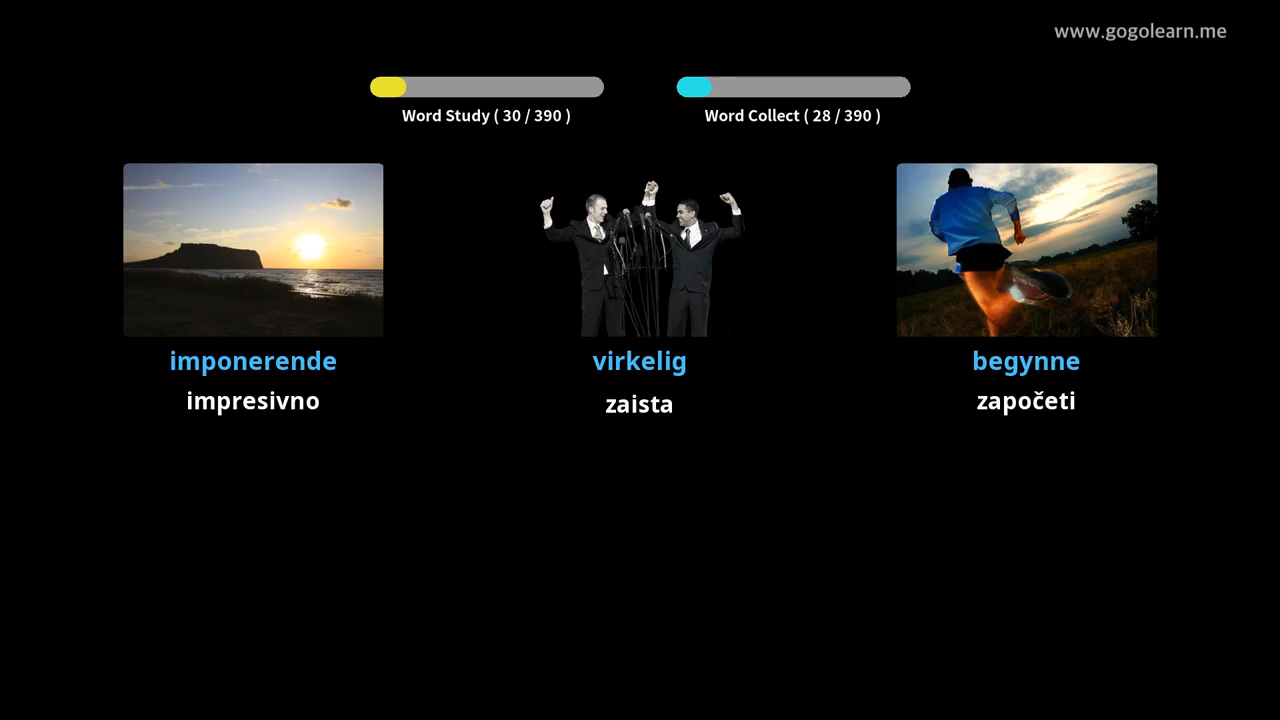 www.gogolearn.me
Word Study ( 30 / 390 )
Word Collect ( 28 / 390 )
imponerende
impresivno
virkelig
zaista
begynne
započeti